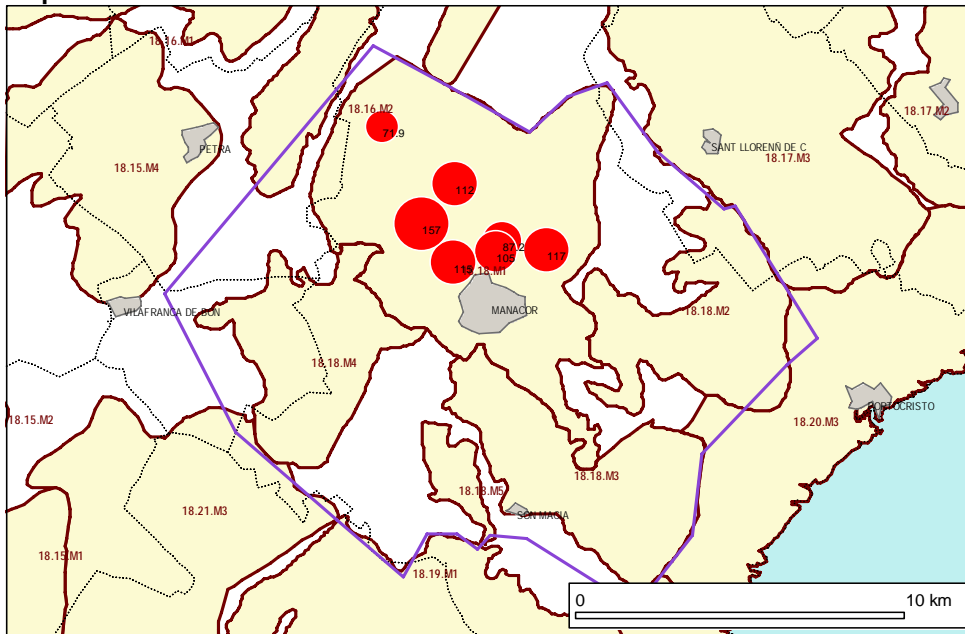 18.16.M1
18.16.M2
18.17.M2
71.9
PETRA
SANT LLORENÑ DE C
18.17.M3
18.15.M4
112
157
87.2
105
117
115
18.18.M1
VILAFRANCA DE BON
MANACOR
18.18.M2
18.18.M4
PORTOCRISTO
18.15.M2
18.20.M3
18.18.M3
18.18.M5
18.21.M3
SON MACIA
18.15.M1
18.19.M1
0
10 km